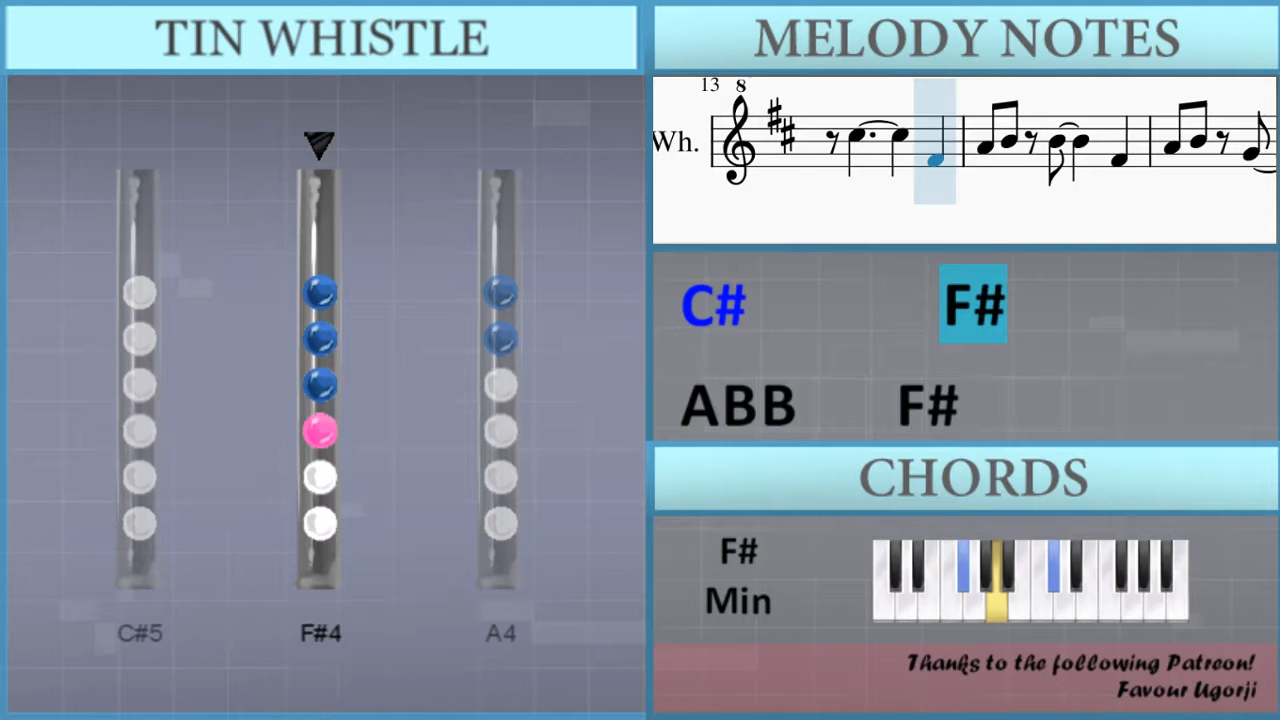 TIN WHISTLE
C#5 F#4 A4
MELODY NOTES
13 8
Wh.
C# F#
ABB F#
CHORDS
F#
Min
Thanks to the following Patreon!
Favour Ugorji